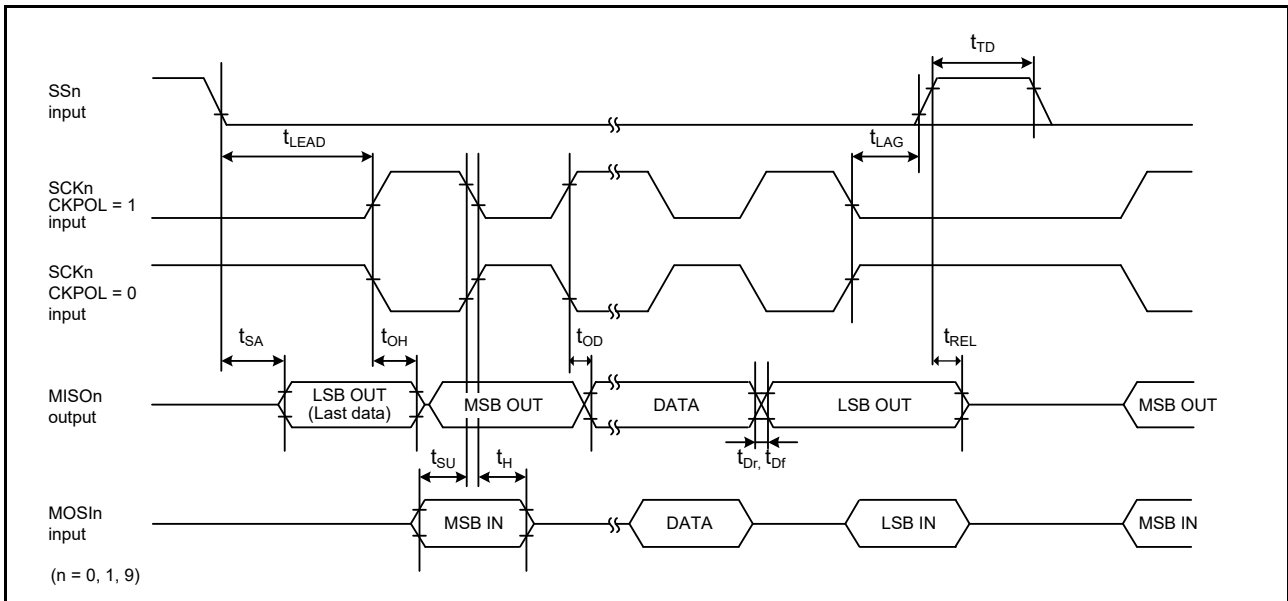 tTD
SSn
input
tLEAD
tLAG
SCKn
CKPOL = 1
input
SCKn
CKPOL = 0
input
tSA
tOH
tOD
tREL
MISOn
output
LSB OUT
(Last data)
MSB OUT
DATA
LSB OUT
MSB OUT
tSU
tH
tDr, tDf
MOSIn
input
MSB IN
DATA
LSB IN
MSB IN
(n = 0, 1, 9)